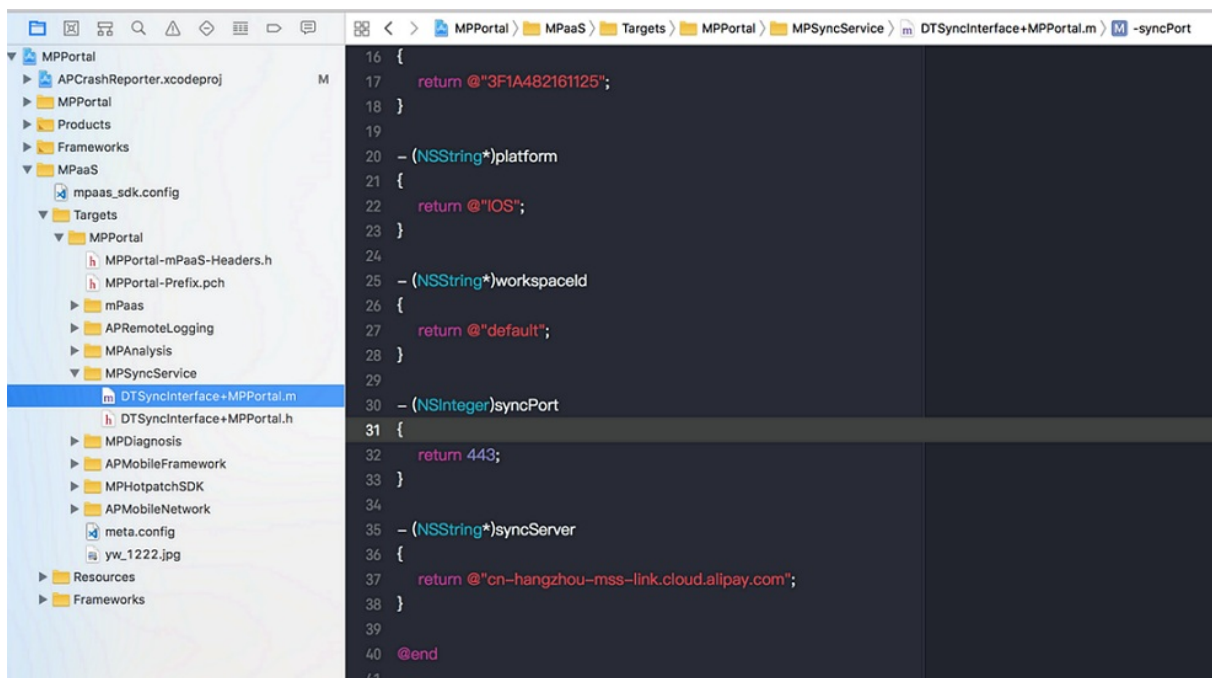 MPPortal 〉 MPaaS 〉 Targets 〉 MPPortal 〉 MPSyncService 〉 m DTSyncInterface+MPPortal.m 〉 M -syncPort
MPPortal
APCrashReporter.xcodeproj M
MPPortal
Products
Frameworks
MPaaS
mpaas_sdk.config
Targets
MPPortal
h MPPortal-mPaaS-Headers.h
h MPPortal-Prefix.pch
mPaas
APRemoteLogging
MPAnalysis
MPSyncService
m DTSyncInterface+MPPortal.m
h DTSyncInterface+MPPortal.h
MPDiagnosis
APMobileFramework
MPHotpatchSDK
APMobileNetwork
meta.config
yw_1222.jpg
Resources
Frameworks
16 {
17 return @"3F1A482161125";
18 }
19
20 – (NSString*)platform
21 {
22 return @"IOS";
23 }
24
25 – (NSString*)workspaceId
26 {
27 return @"default";
28 }
29
30 – (NSInteger)syncPort
31 {
32 return 443;
33 }
34
35 – (NSString*)syncServer
36 {
37 return @"cn-hangzhou-mss-link.cloud.alipay.com";
38 }
39
40 @end